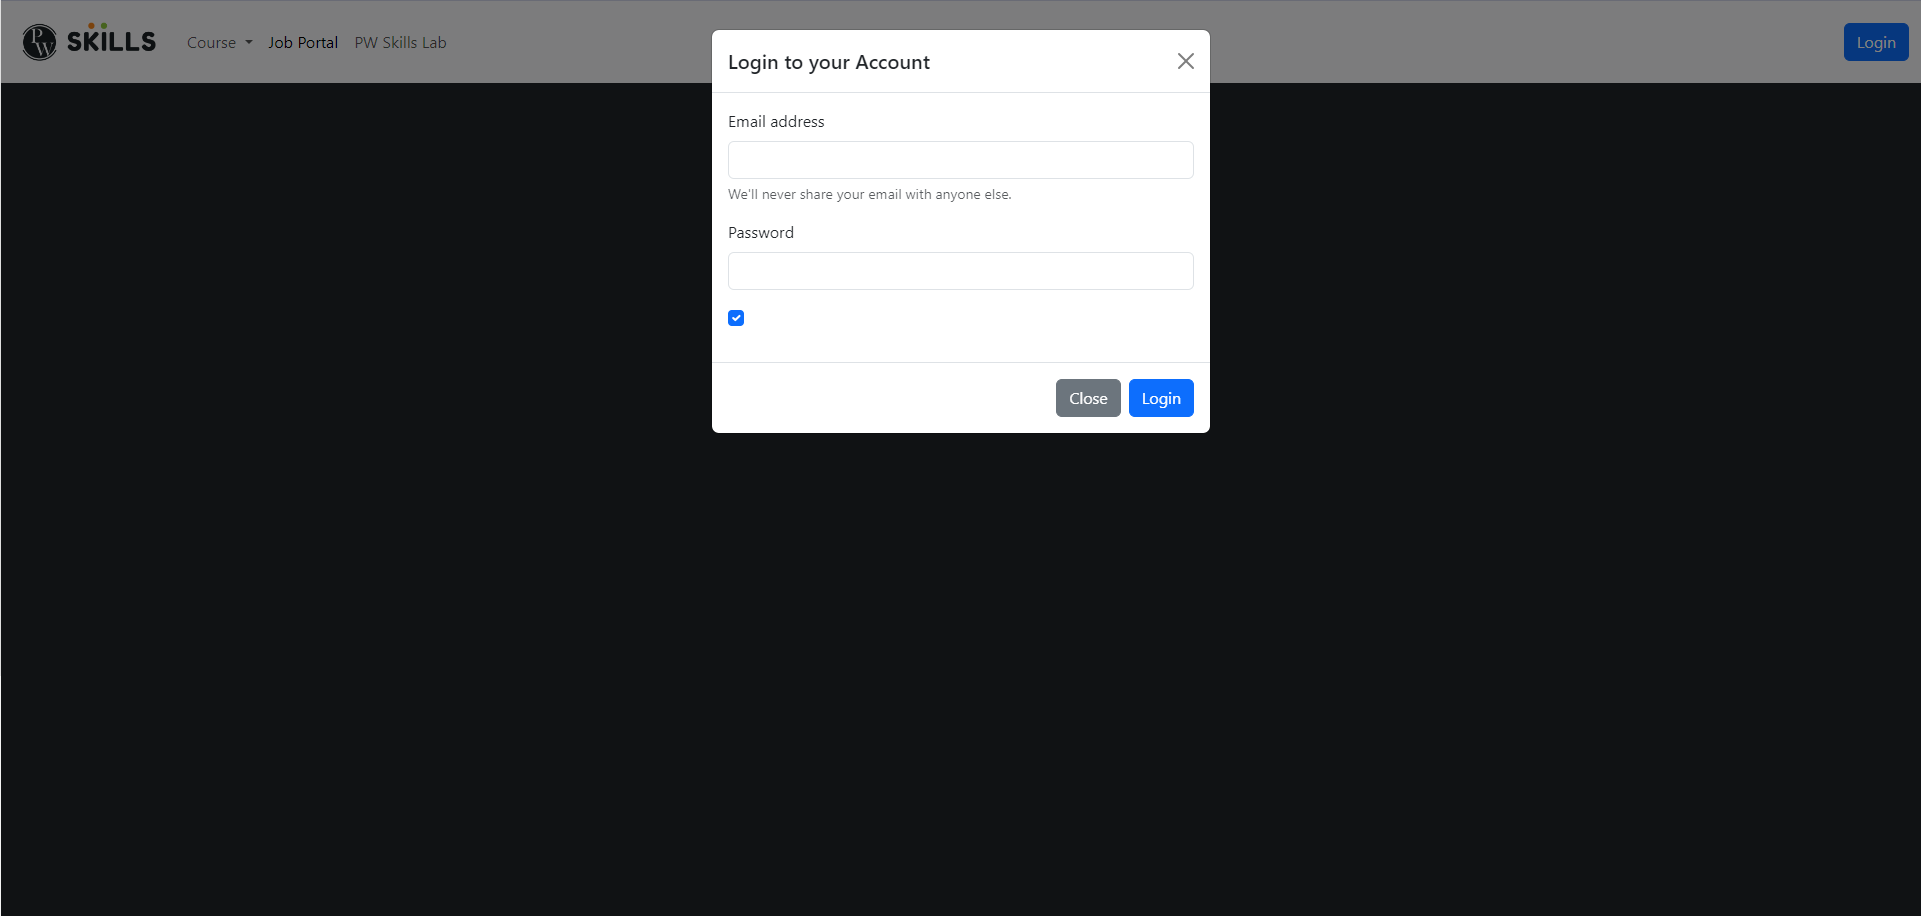 PW SKILLS Course Job Portal PW Skills Lab Login
Login to your Account
Email address
We'll never share your email with anyone else.
Password
Close Login